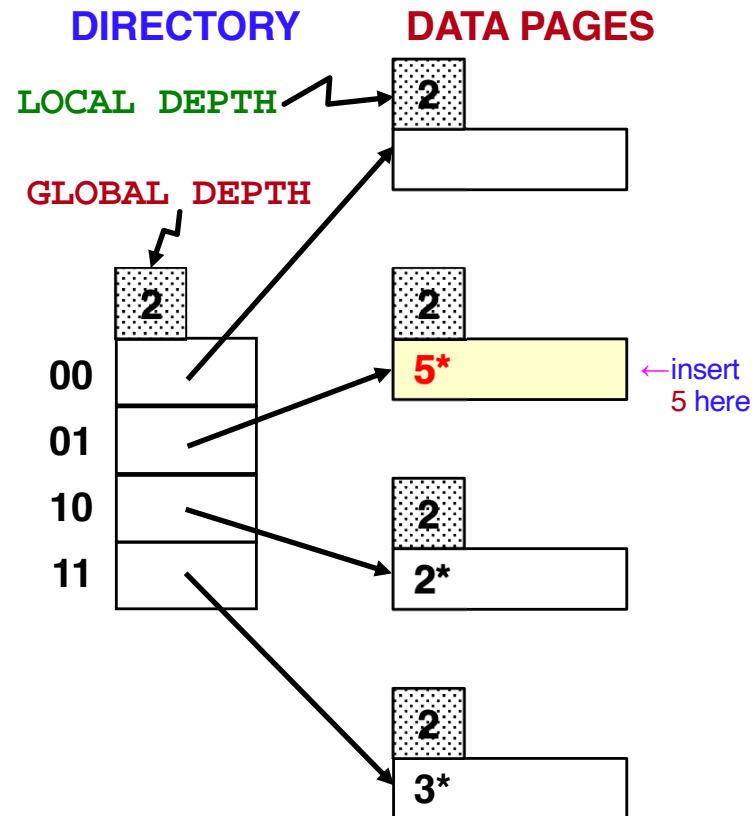 DIRECTORY DATA PAGES
LOCAL DEPTH 2
GLOBAL DEPTH
2
2
00
5*
←insert
5 here
01
10
2
11
2*
2
3*